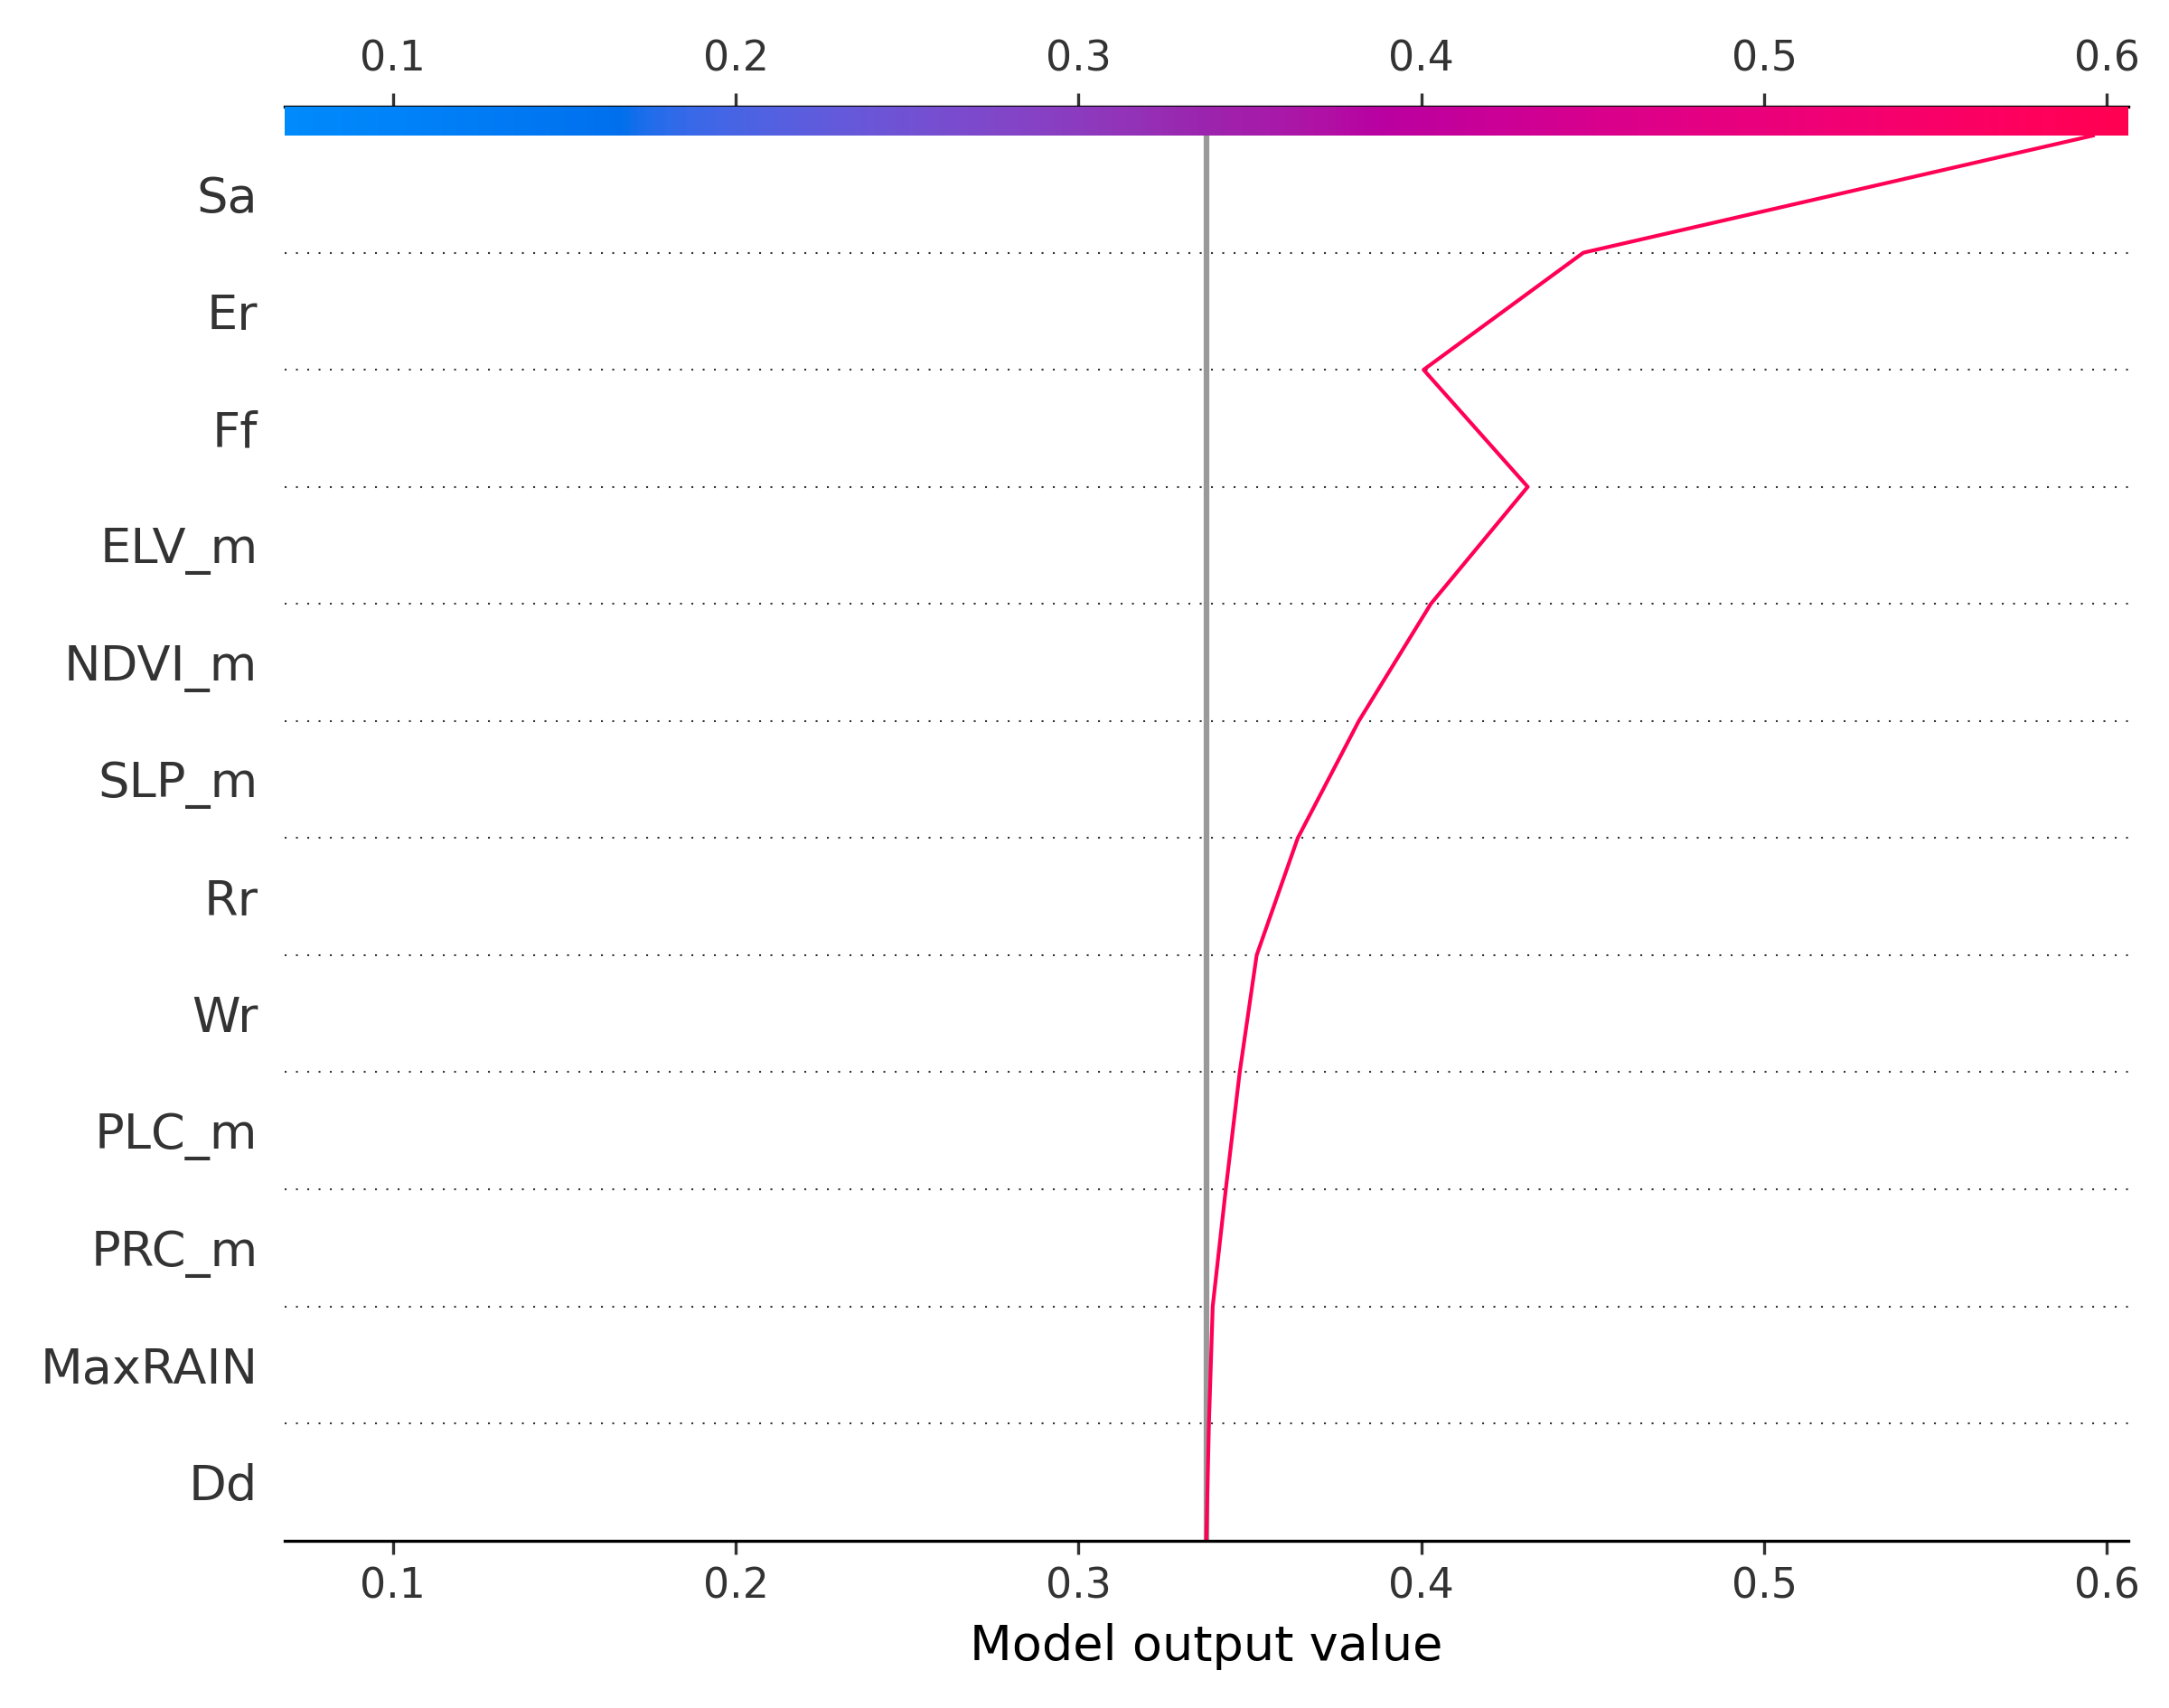 0.1 0.2 0.3 0.4 0.5 0.6
Sa
Er
Ff
ELV_m
NDVI_m
SLP_m
Rr
Wr
PLC_m
PRC_m
MaxRAIN
Dd
0.1 0.2 0.3 0.4 0.5 0.6
Model output value